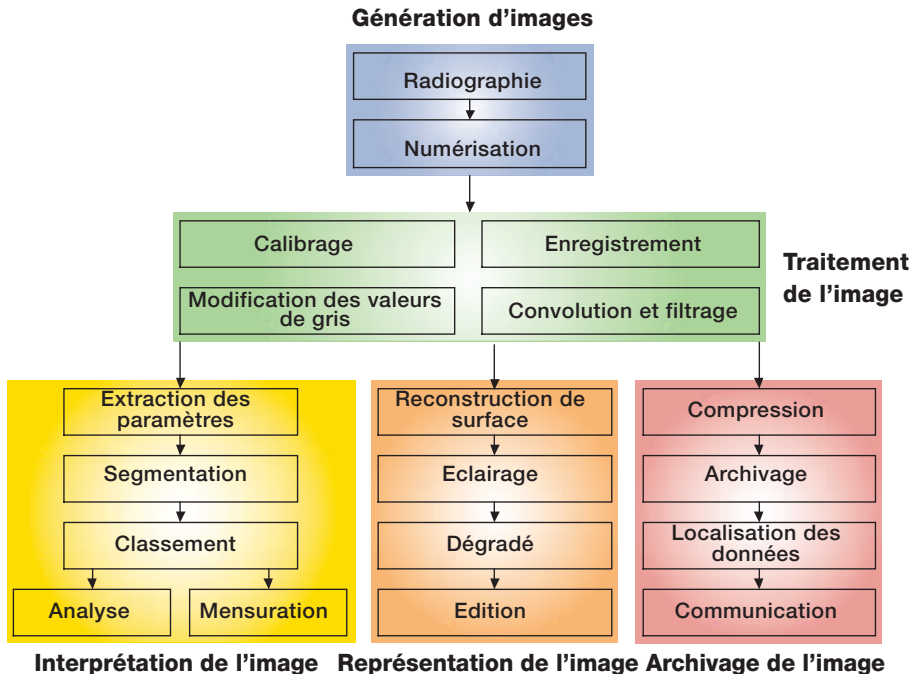 Génération d’images
Radiographie
Numérisation
Calibrage
Enregistrement
Modification des valeurs
de gris
Convolution et filtrage
Traitement
de l’image
Extraction des
paramètres
Segmentation
Classement
Analyse
Mensuration
Interprétation de l’image
Reconstruction de
surface
Eclairage
Dégradé
Edition
Représentation de l’image
Compression
Archivage
Localisation des
données
Communication
Archivage de l’image